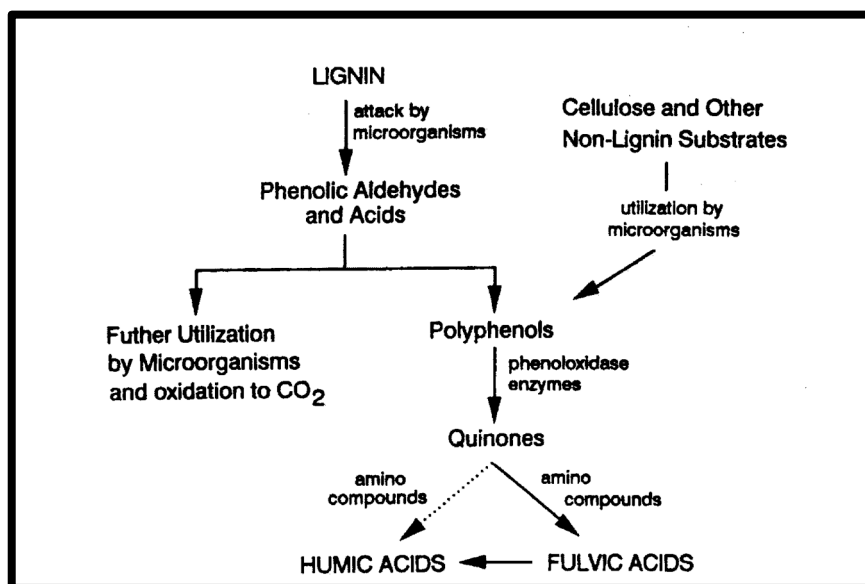 LIGNIN
attack by
microorganisms
Cellulose and Other
Non-Lignin Substrates
Phenolic Aldehydes
and Acids
utilization by
microorganisms
Futher Utilization
by Microorganisms
and oxidation to CO2
Polyphenols
phenoloxidase
enzymes
Quinones
amino
compounds
amino
compounds
HUMIC ACIDS
FULVIC ACIDS